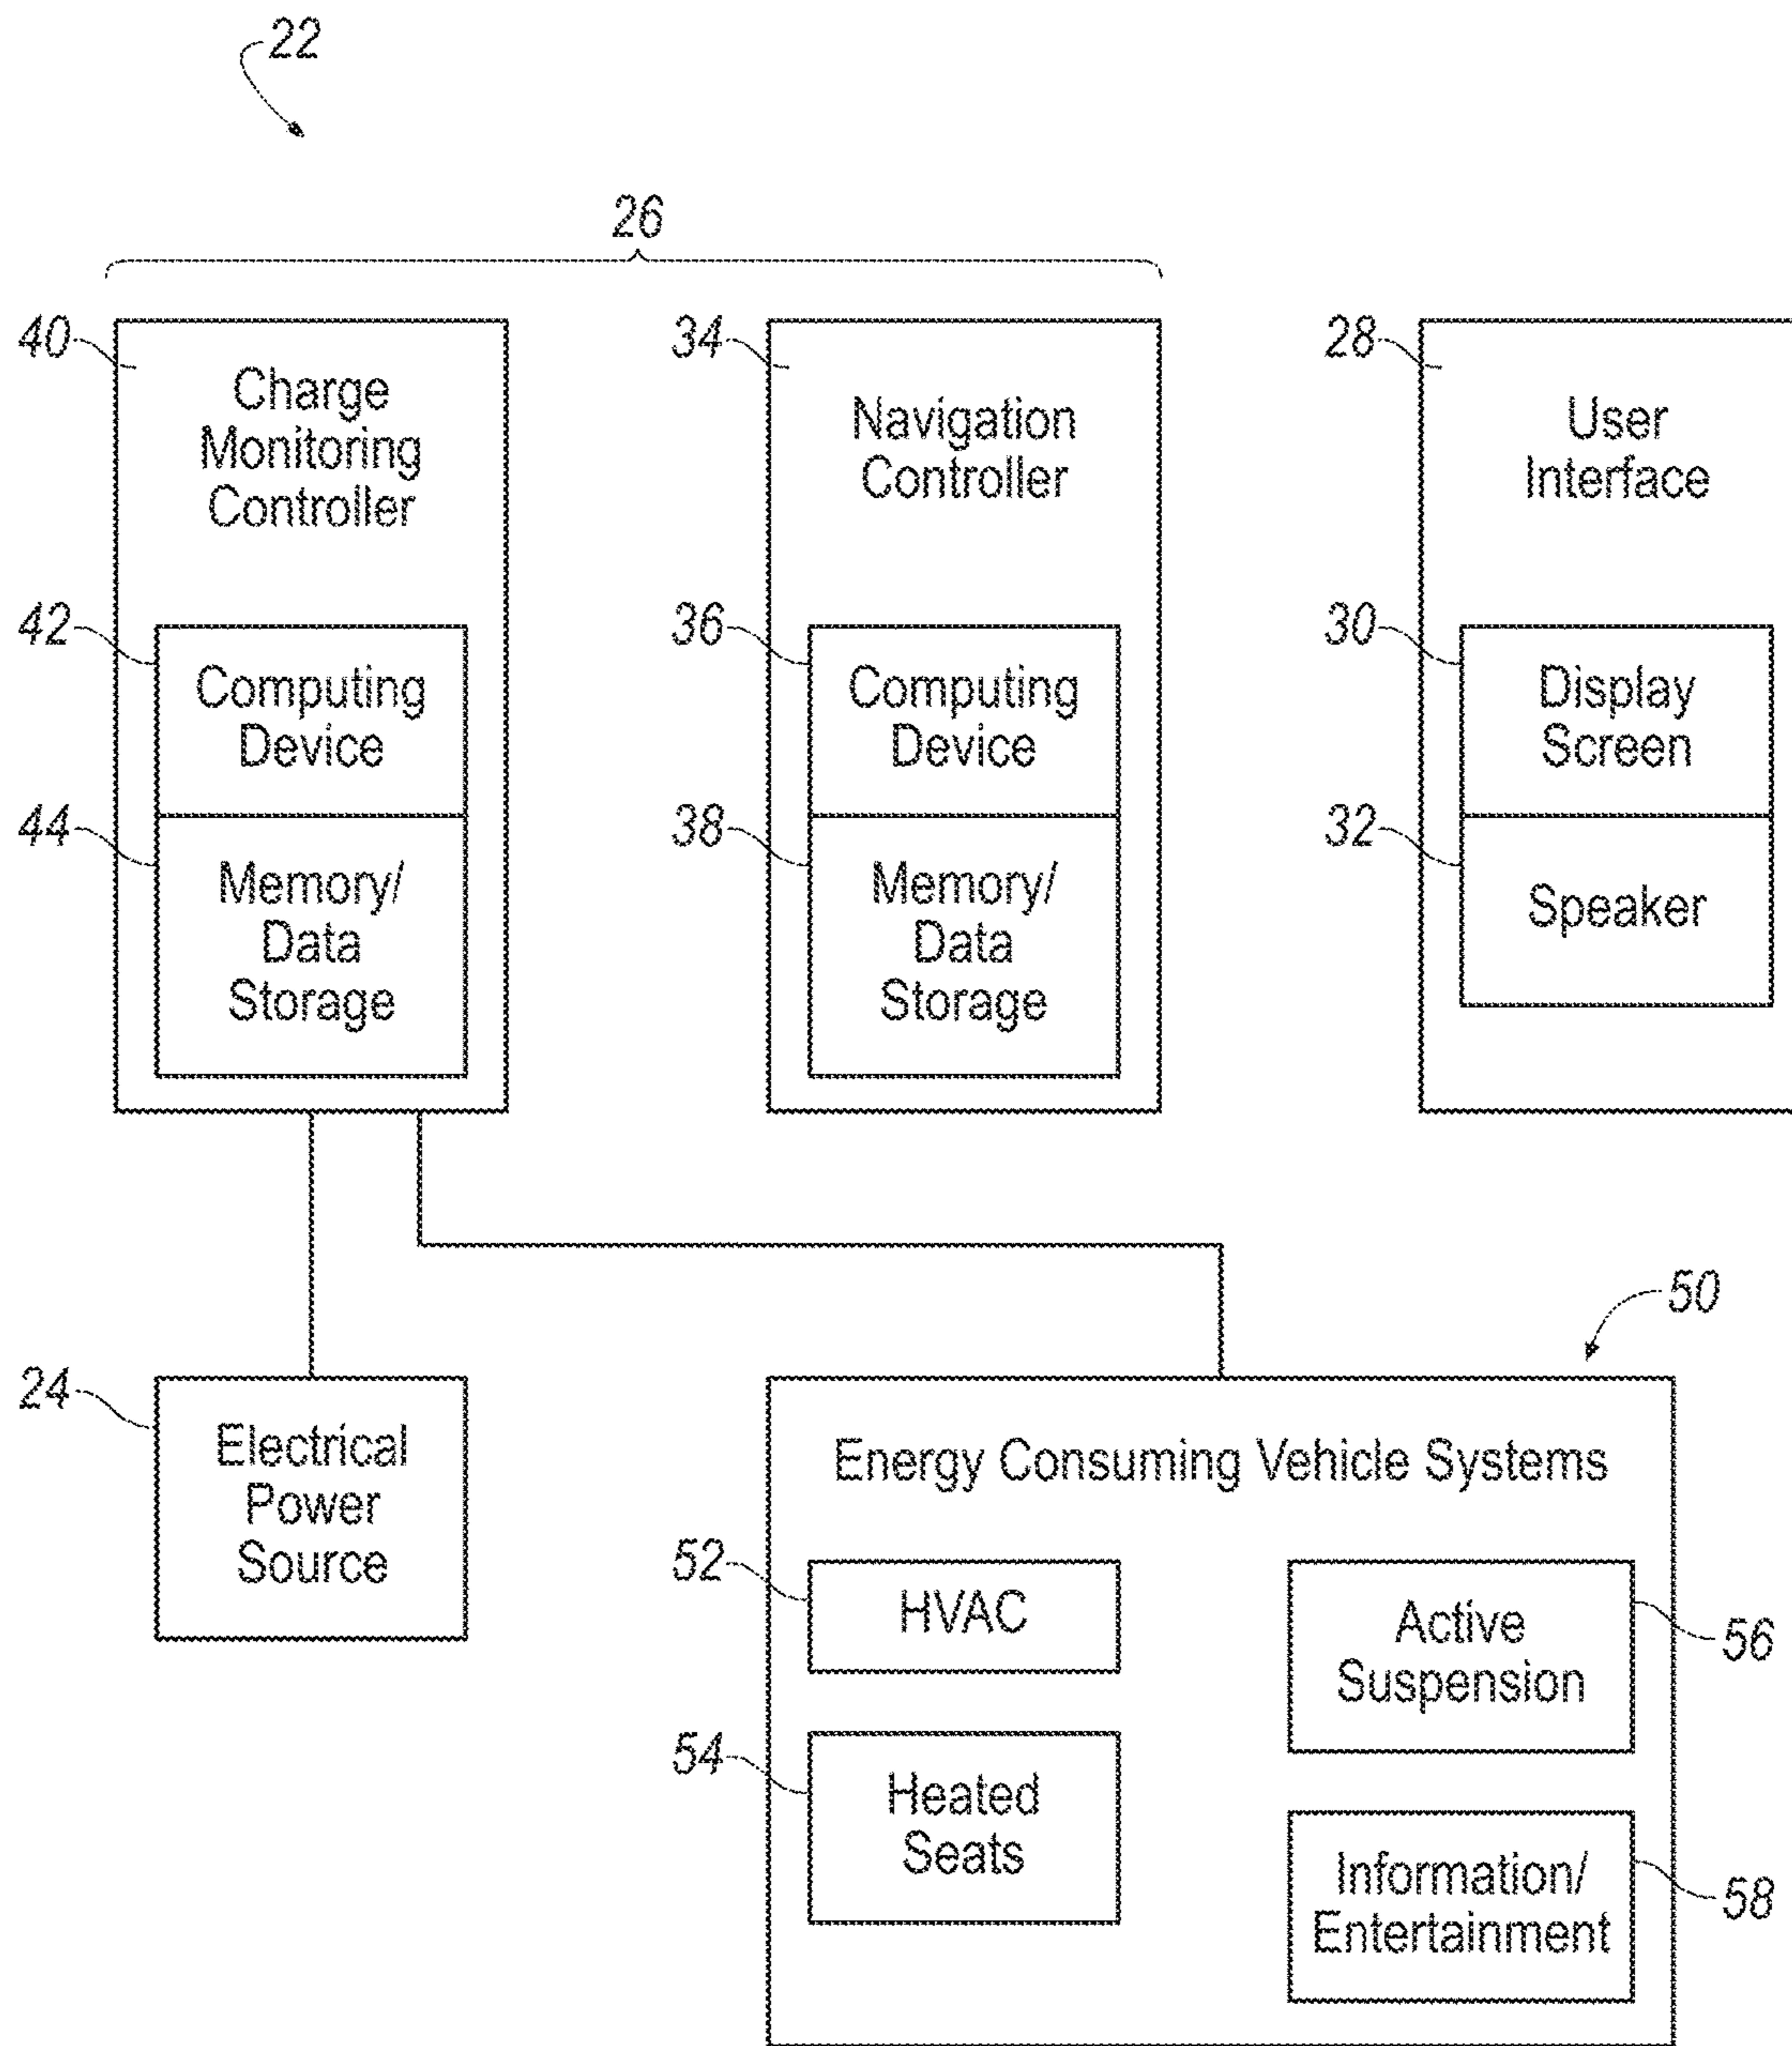 22
26
40
Charge
Monitoring
Controller
42
Computing
Device
44
Memory/
Data
Storage
34
Navigation
Controller
36
Computing
Device
38
Memory/
Data
Storage
28
User
Interface
30
Display
Screen
32
Speaker
24
Electrical
Power
Source
50
Energy Consuming Vehicle Systems
52
HVAC
54
Heated
Seats
Active
Suspension
56
Information/
Entertainment
58